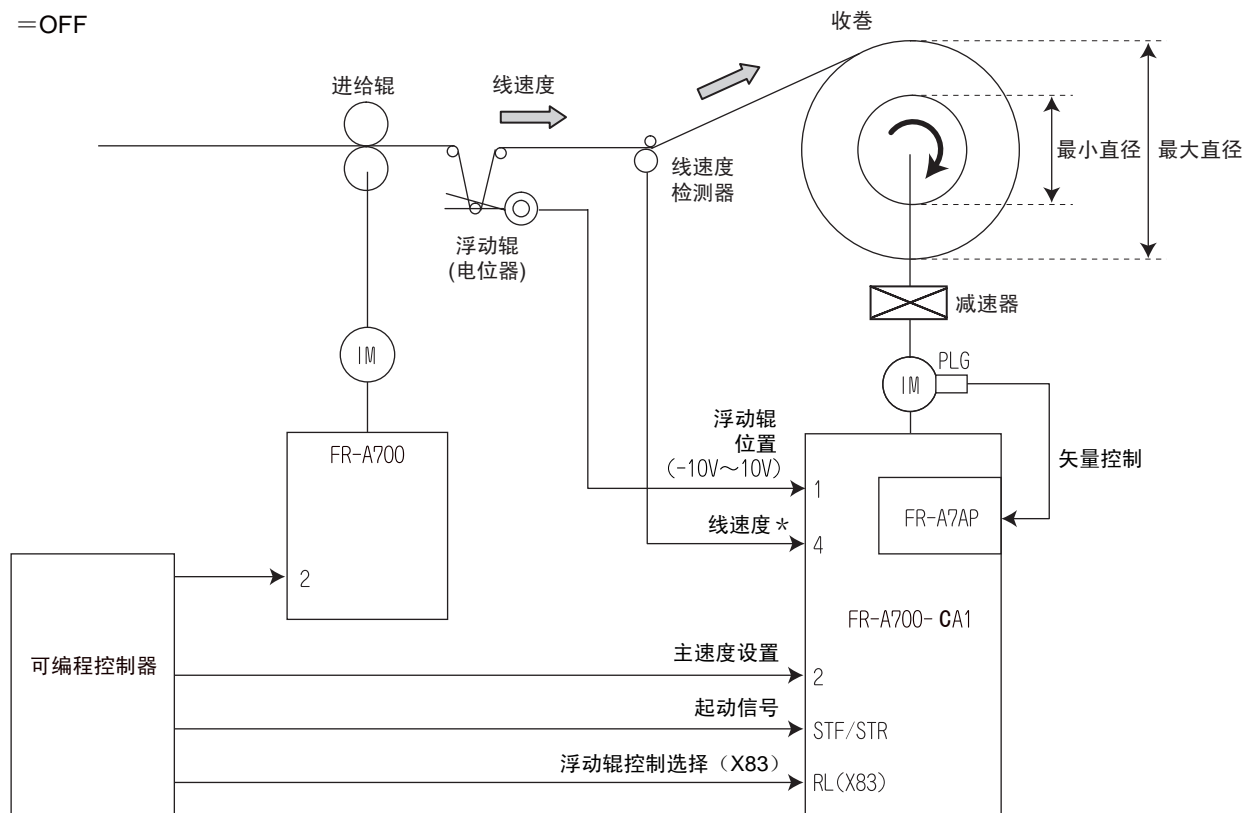 ＝OFF
收巻
进给辊
线速度
最小直径
最大直径
线速度
检测器
浮动辊
(电位器)
减速器
IM
PLG
IM
浮动辊
位置
(-10V～10V)
矢量控制
FR-A700
1
FR-A7AP
线速度＊
4
2
FR-A700-CA1
可编程控制器
主速度设置
2
起动信号
STF/STR
浮动辊控制选择（X83）
RL(X83)